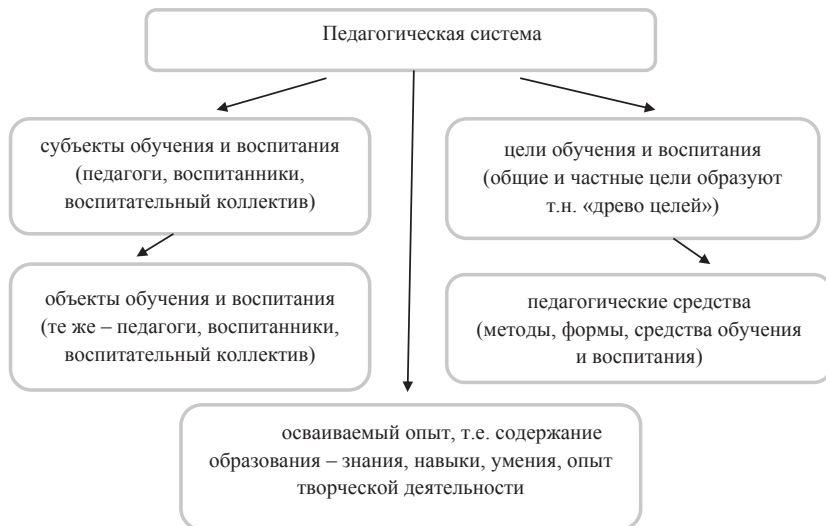 Педагогическая система
субъекты обучения и воспитания
(педагоги, воспитанники,
воспитательный коллектив)
цели обучения и воспитания
(общие и частные цели образуют
т.н. «древо целей»)
объекты обучения и воспитания
(те же – педагоги, воспитанники,
воспитательный коллектив)
педагогические средства
(методы, формы, средства обучения
и воспитания)
осваиваемый опыт, т.е. содержание
образования – знания, навыки, умения, опыт
творческой деятельности